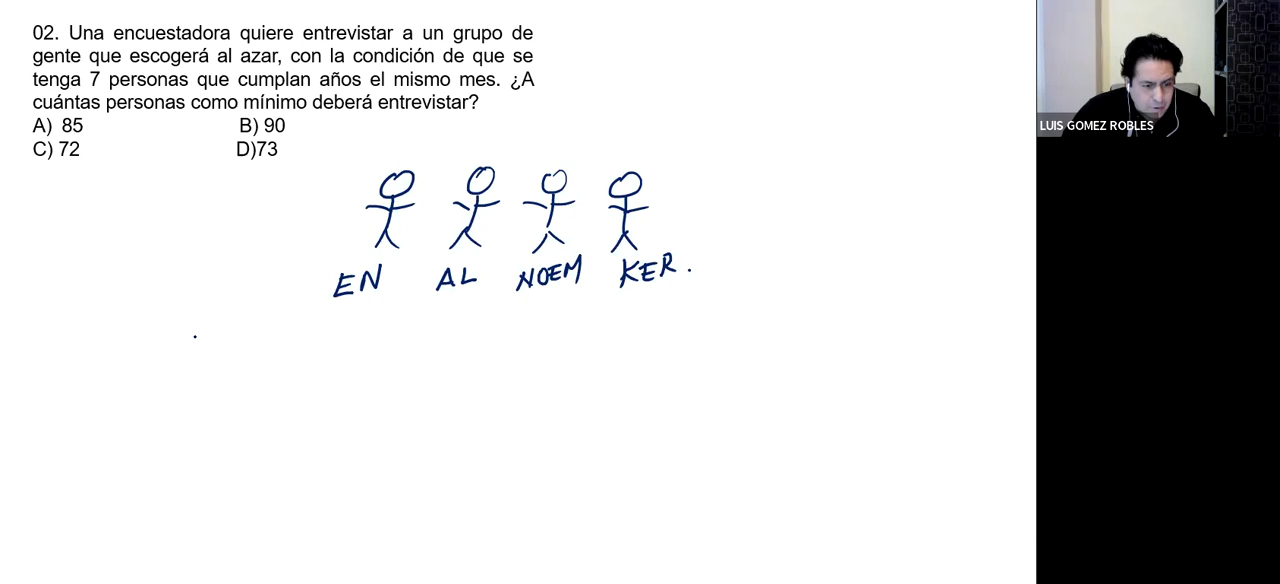 02. Una encuestadora quiere entrevistar a un grupo de
gente que escogerá al azar, con la condición de que se
tenga 7 personas que cumplan años el mismo mes. ¿A
cuántas personas como mínimo deberá entrevistar?
A) 85 B) 90
C) 72 D)73
EN AL NOEM KER.
LUIS GOMEZ ROBLES